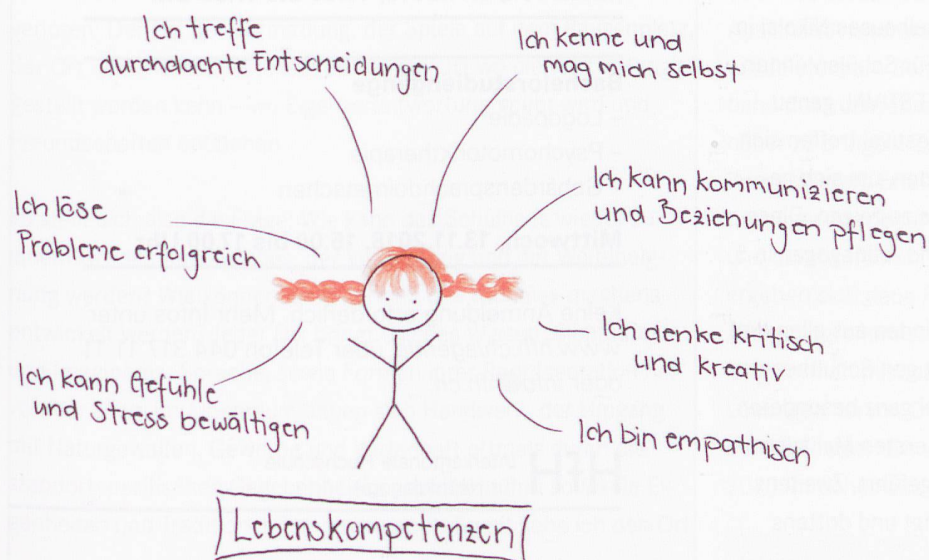 Ich treffe
durchdachte Entscheidungen
Ich kenne und
mag mich selbst
Ich löse
Probleme erfolgreich
Ich kann kommunizieren
und Beziehungen pflegen
Ich kann Gefühle
und Stress bewältigen
Ich denke kritisch
und kreativ
Ich bin empathisch
Lebenskompetenzen